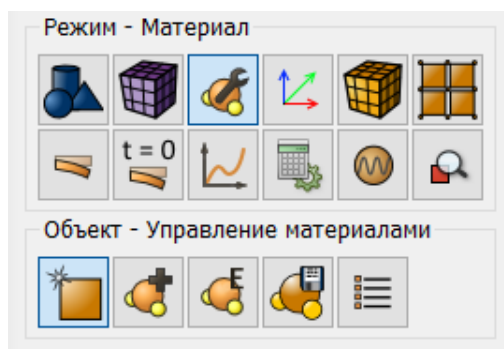 Режим - Материал
t = 0
Объект - Управление материалами
E